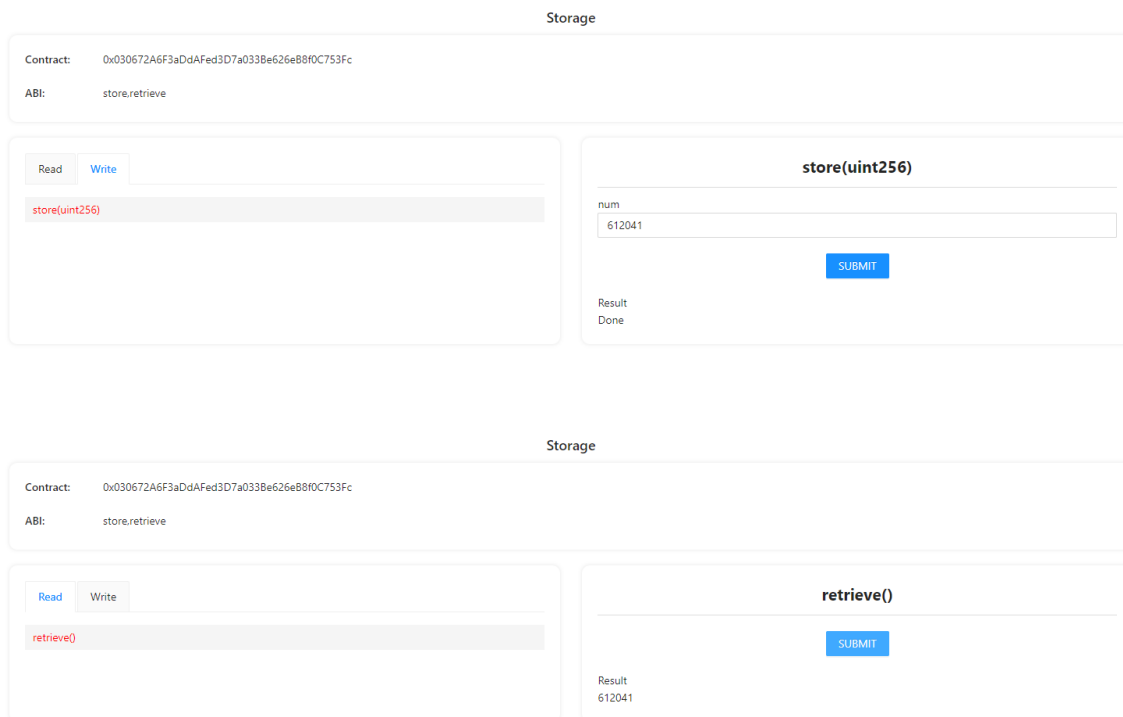 Storage
Contract: 0x030672A6F3aDdAFed3D7a033Be626eB8f0C753Fc
ABI: store,retrieve
Read Write
store(uint256)
store(uint256)
num
612041
SUBMIT
Result
Done
Storage
Contract: 0x030672A6F3aDdAFed3D7a033Be626eB8f0C753Fc
ABI: store,retrieve
Read Write
retrieve()
retrieve()
SUBMIT
Result
612041